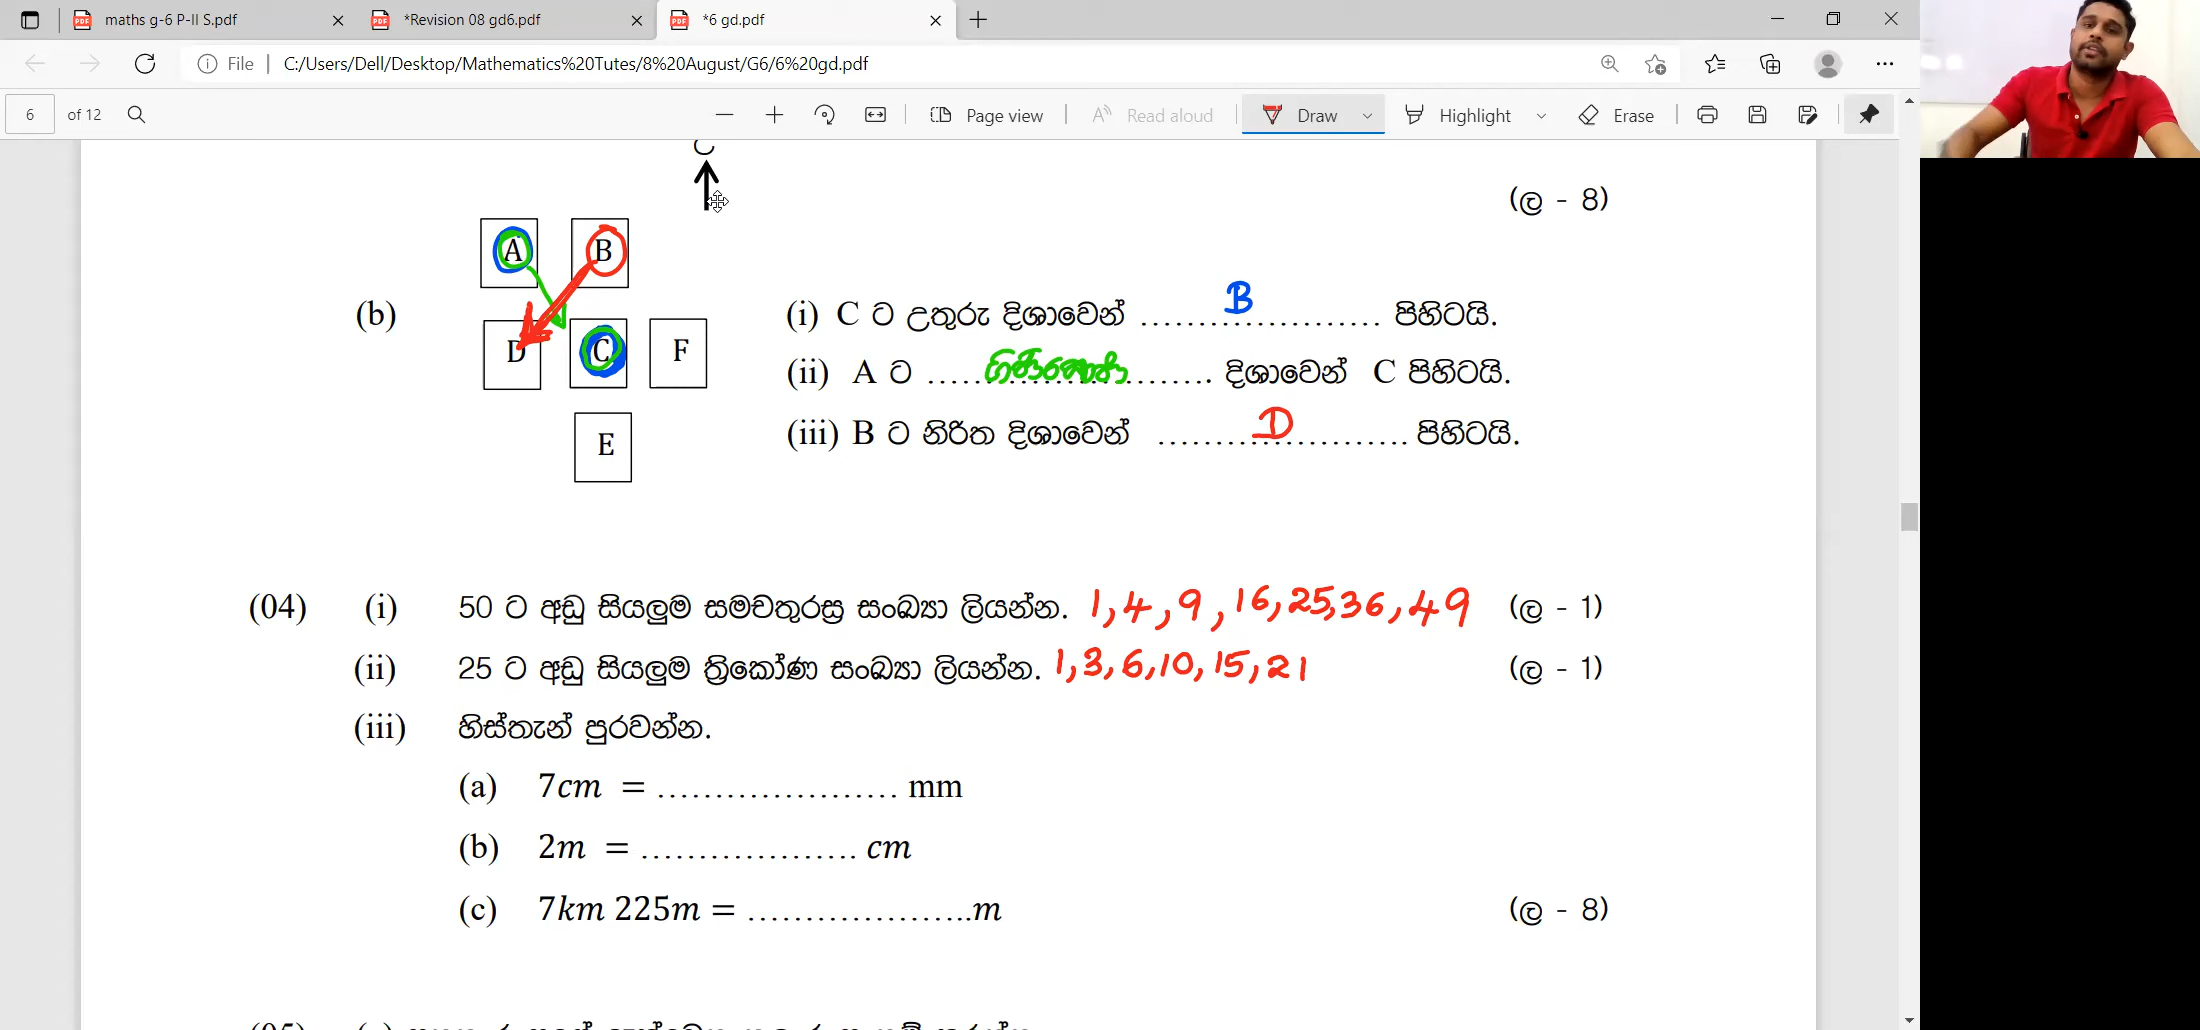 maths g-6 P-II S.pdf
*Revision 08 gd6.pdf
*6 gd.pdf
File C:/Users/Dell/Desktop/Mathematics%20Tutes/8%20August/G6/6%20gd.pdf
6 of 12 Page view Read aloud Draw Highlight Erase
(ල - 8)
A B
(b) D C F
E
(i) C ට උතුරු දිශාවෙන් ..................... B පිහිටයි.
(ii) A ට ......................... දිශාවෙන් C පිහිටයි.
(iii) B ට නිරිත දිශාවෙන් ...................... D පිහිටයි.
(04) (i) 50 ට අඩු සියලුම සමචතුරස්‍ර සංඛ්‍යා ලියන්න. 1, 4, 9, 16, 25, 36, 49 (ල - 1)
(ii) 25 ට අඩු සියලුම ත්‍රිකෝණ සංඛ්‍යා ලියන්න. 1, 3, 6, 10, 15, 21 (ල - 1)
(iii) හිස්තැන් පුරවන්න.
(a) 7cm = ..................... mm
(b) 2m = ................... cm
(c) 7km 225m = ....................m (ල - 8)